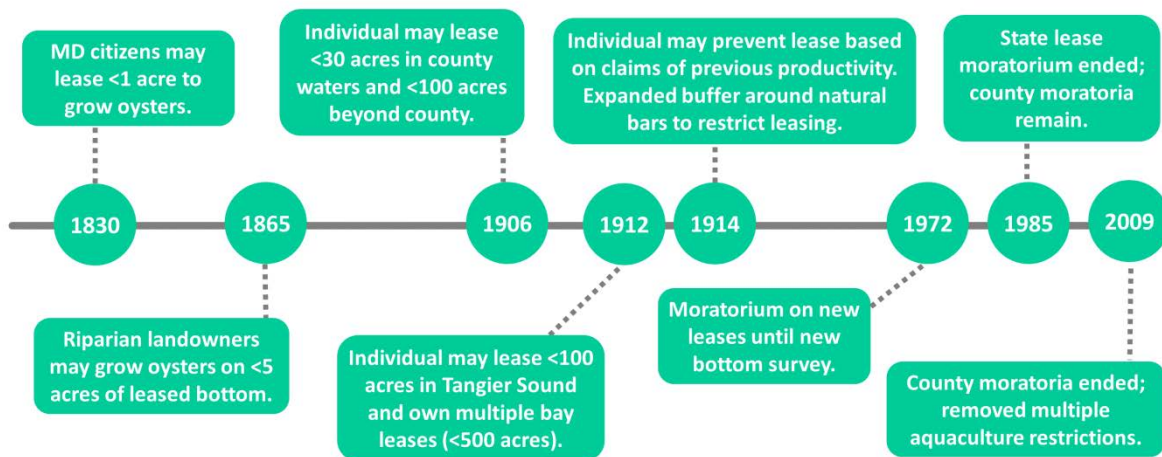 MD citizens may
lease <1 acre to
grow oysters.
Individual may lease
<30 acres in county
waters and <100 acres
beyond county.
Individual may prevent lease based
on claims of previous productivity.
Expanded buffer around natural
bars to restrict leasing.
State lease
moratorium ended;
county moratoria
remain.
1830
1865
1906
1912
1914
1972
1985
2009
Riparian landowners
may grow oysters on <5
acres of leased bottom.
Individual may lease <100
acres in Tangier Sound
and own multiple bay
leases (<500 acres).
Moratorium on new
leases until new
bottom survey.
County moratoria ended;
removed multiple
aquaculture restrictions.